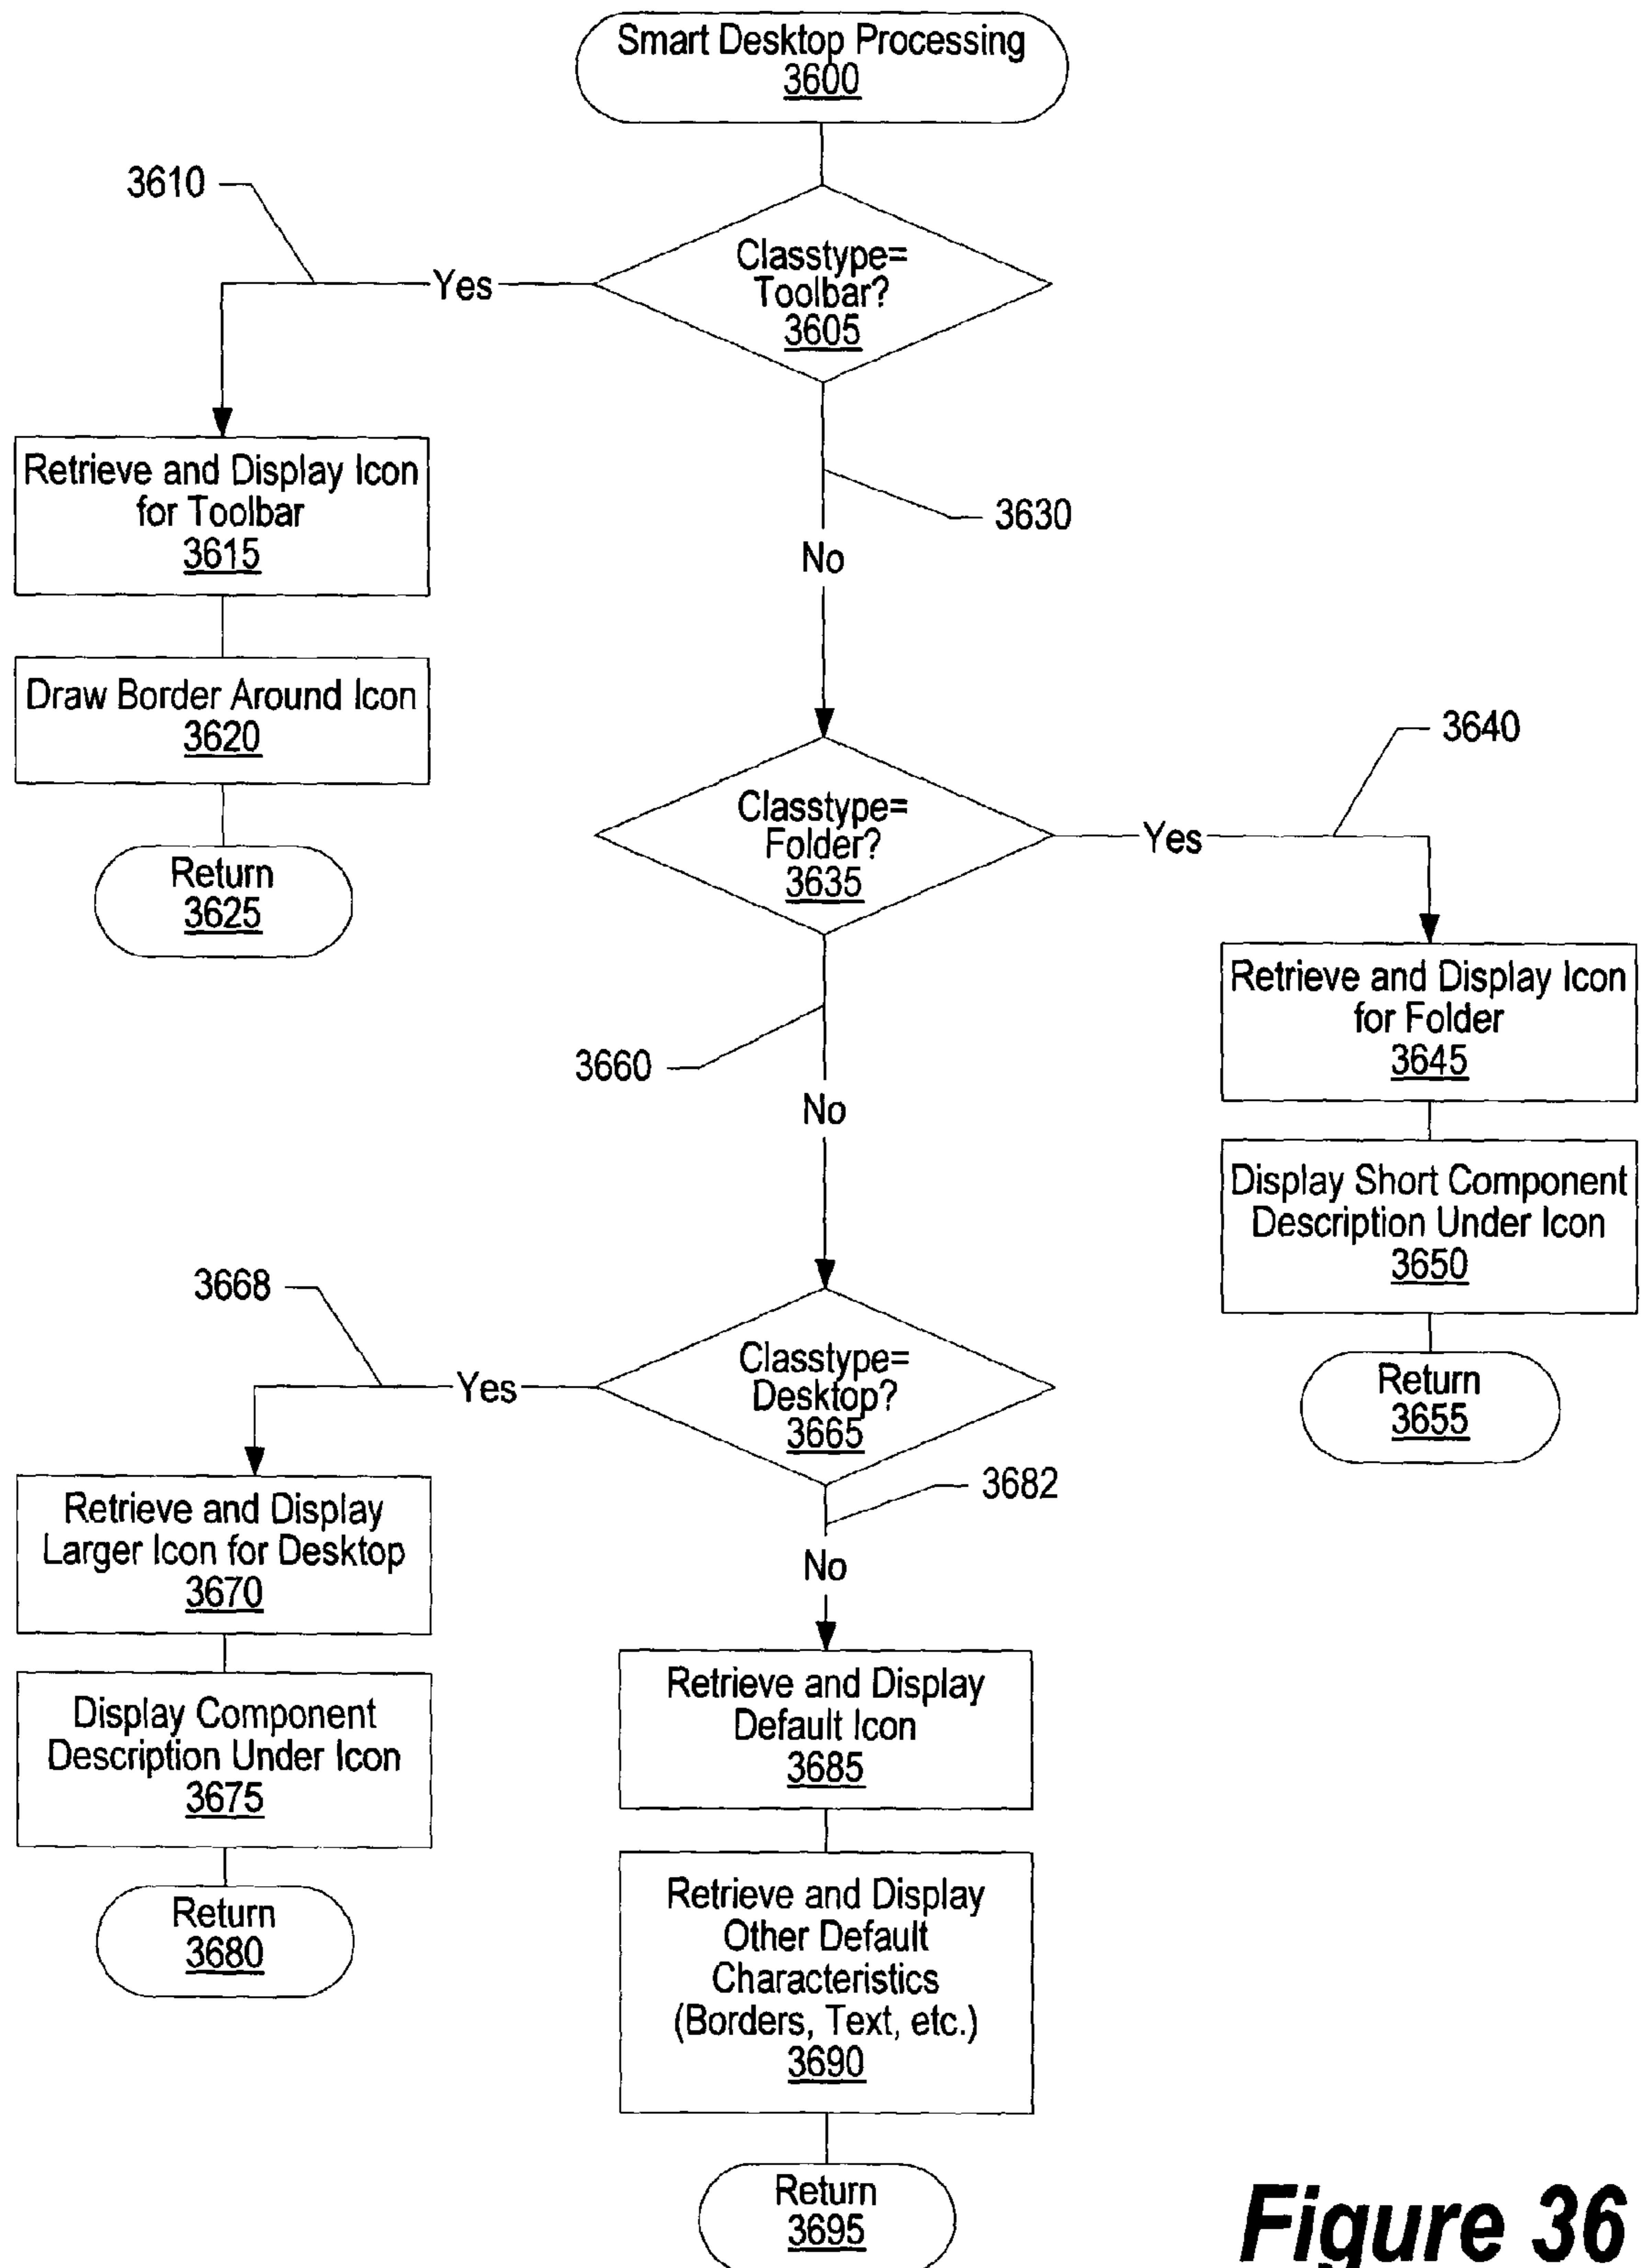 Smart Desktop Processing
3600
3610
Yes
Classtype=
Toolbar?
3605
Retrieve and Display Icon
for Toolbar
3615
3630
No
Draw Border Around Icon
3620
Return
3625
Classtype=
Folder?
3635
Yes
3640
Retrieve and Display Icon
for Folder
3645
3660
No
Display Short Component
Description Under Icon
3650
Return
3655
3668
Yes
Classtype=
Desktop?
3665
3682
No
Retrieve and Display
Larger Icon for Desktop
3670
Display Component
Description Under Icon
3675
Return
3680
Retrieve and Display
Default Icon
3685
Retrieve and Display
Other Default
Characteristics
(Borders, Text, etc.)
3690
Return
3695
Figure 36